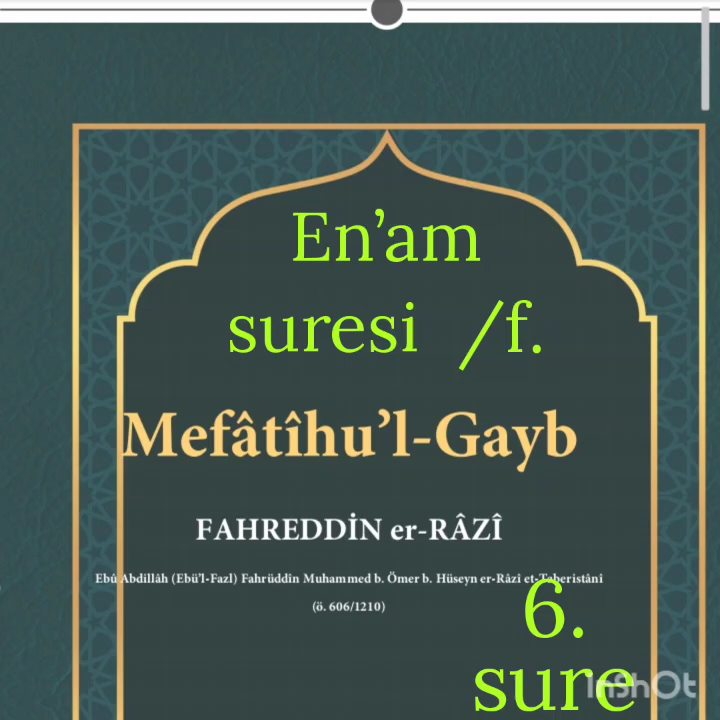 En’am
suresi /f.
Mefâtîhu’l-Gayb
FAHREDDİN er-RÂZÎ
Ebû Abdillâh (Ebü’l-Fazl) Fahrüddîn Muhammed b. Ömer b. Hüseyn er-Râzî et-Taberistânî
(ö. 606/1210)
6.
sure
InShOt